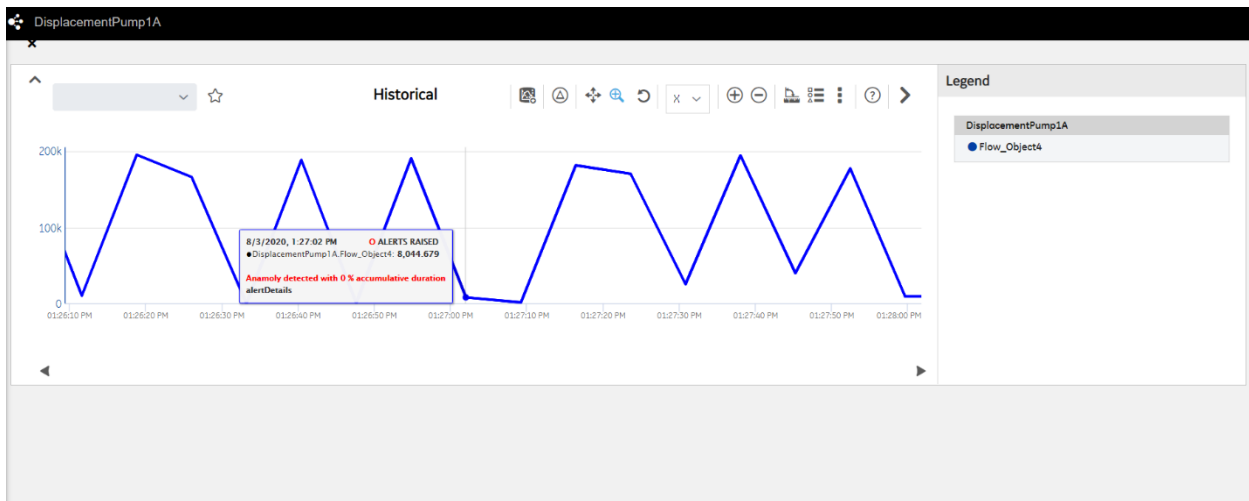 DisplacementPump1A
Historical
X
Legend
DisplacementPump1A
Flow_Object4
200k
100k
0
8/3/2020, 1:27:02 PM O ALERTS RAISED
DisplacementPump1A.Flow_Object4: 8,044.679
Anamoly detected with 0 % accumulative duration
alertDetails
01:26:10 PM 01:26:20 PM 01:26:30 PM 01:26:40 PM 01:26:50 PM 01:27:00 PM 01:27:10 PM 01:27:20 PM 01:27:30 PM 01:27:40 PM 01:27:50 PM 01:28:00 PM